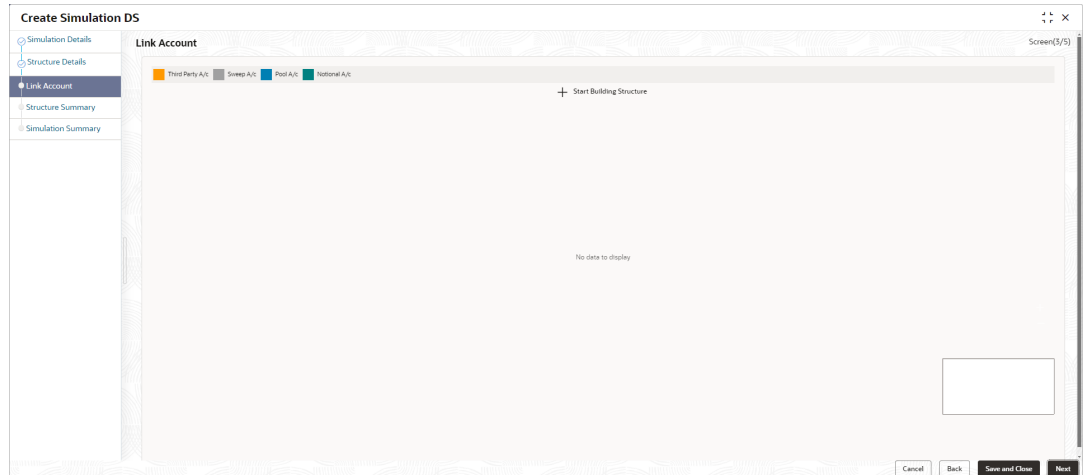 Create Simulation DS
Simulation Details
Structure Details
Link Account
Structure Summary
Simulation Summary
Link Account
Screen(3/5)
Third Party A/c Sweep A/c Pool A/c Notional A/c
+ Start Building Structure
No data to display
Cancel Back Save and Close Next